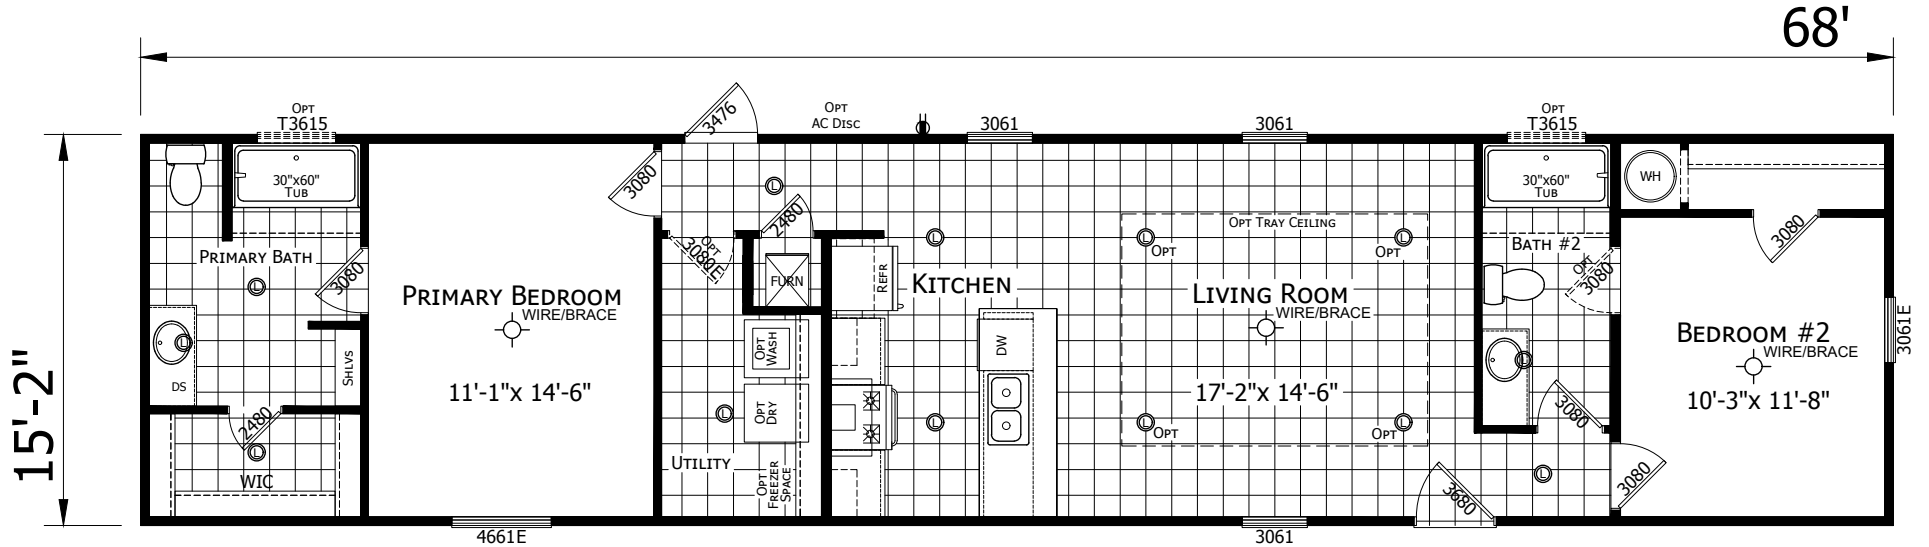 68'
15'-2"
OPT
T3615
3476
OPT
AC DISC
3061
3061
OPT
T3615
30"x60"
TUB
PRIMARY BATH
3080
L
DS
L
SHLVS
2480
L
WIC
PRIMARY BEDROOM
WIRE/BRACE
11'-1"x 14'-6"
4661E
3080
L
2480
OPT
3080E
FURN
REFR
OPT
WASH
OPT
DRY
L
UTILITY
OPT
FREEZER
SPACE
L
KITCHEN
DW
L
OPT TRAY CEILING
L
OPT
L
OPT
LIVING ROOM
WIRE/BRACE
17'-2"x 14'-6"
L
OPT
L
OPT
3061
3680
30"x60"
TUB
BATH #2
OPT
3080
L
3080
L
3080
WH
3080
BEDROOM #2
WIRE/BRACE
10'-3"x 11'-8"
3061E